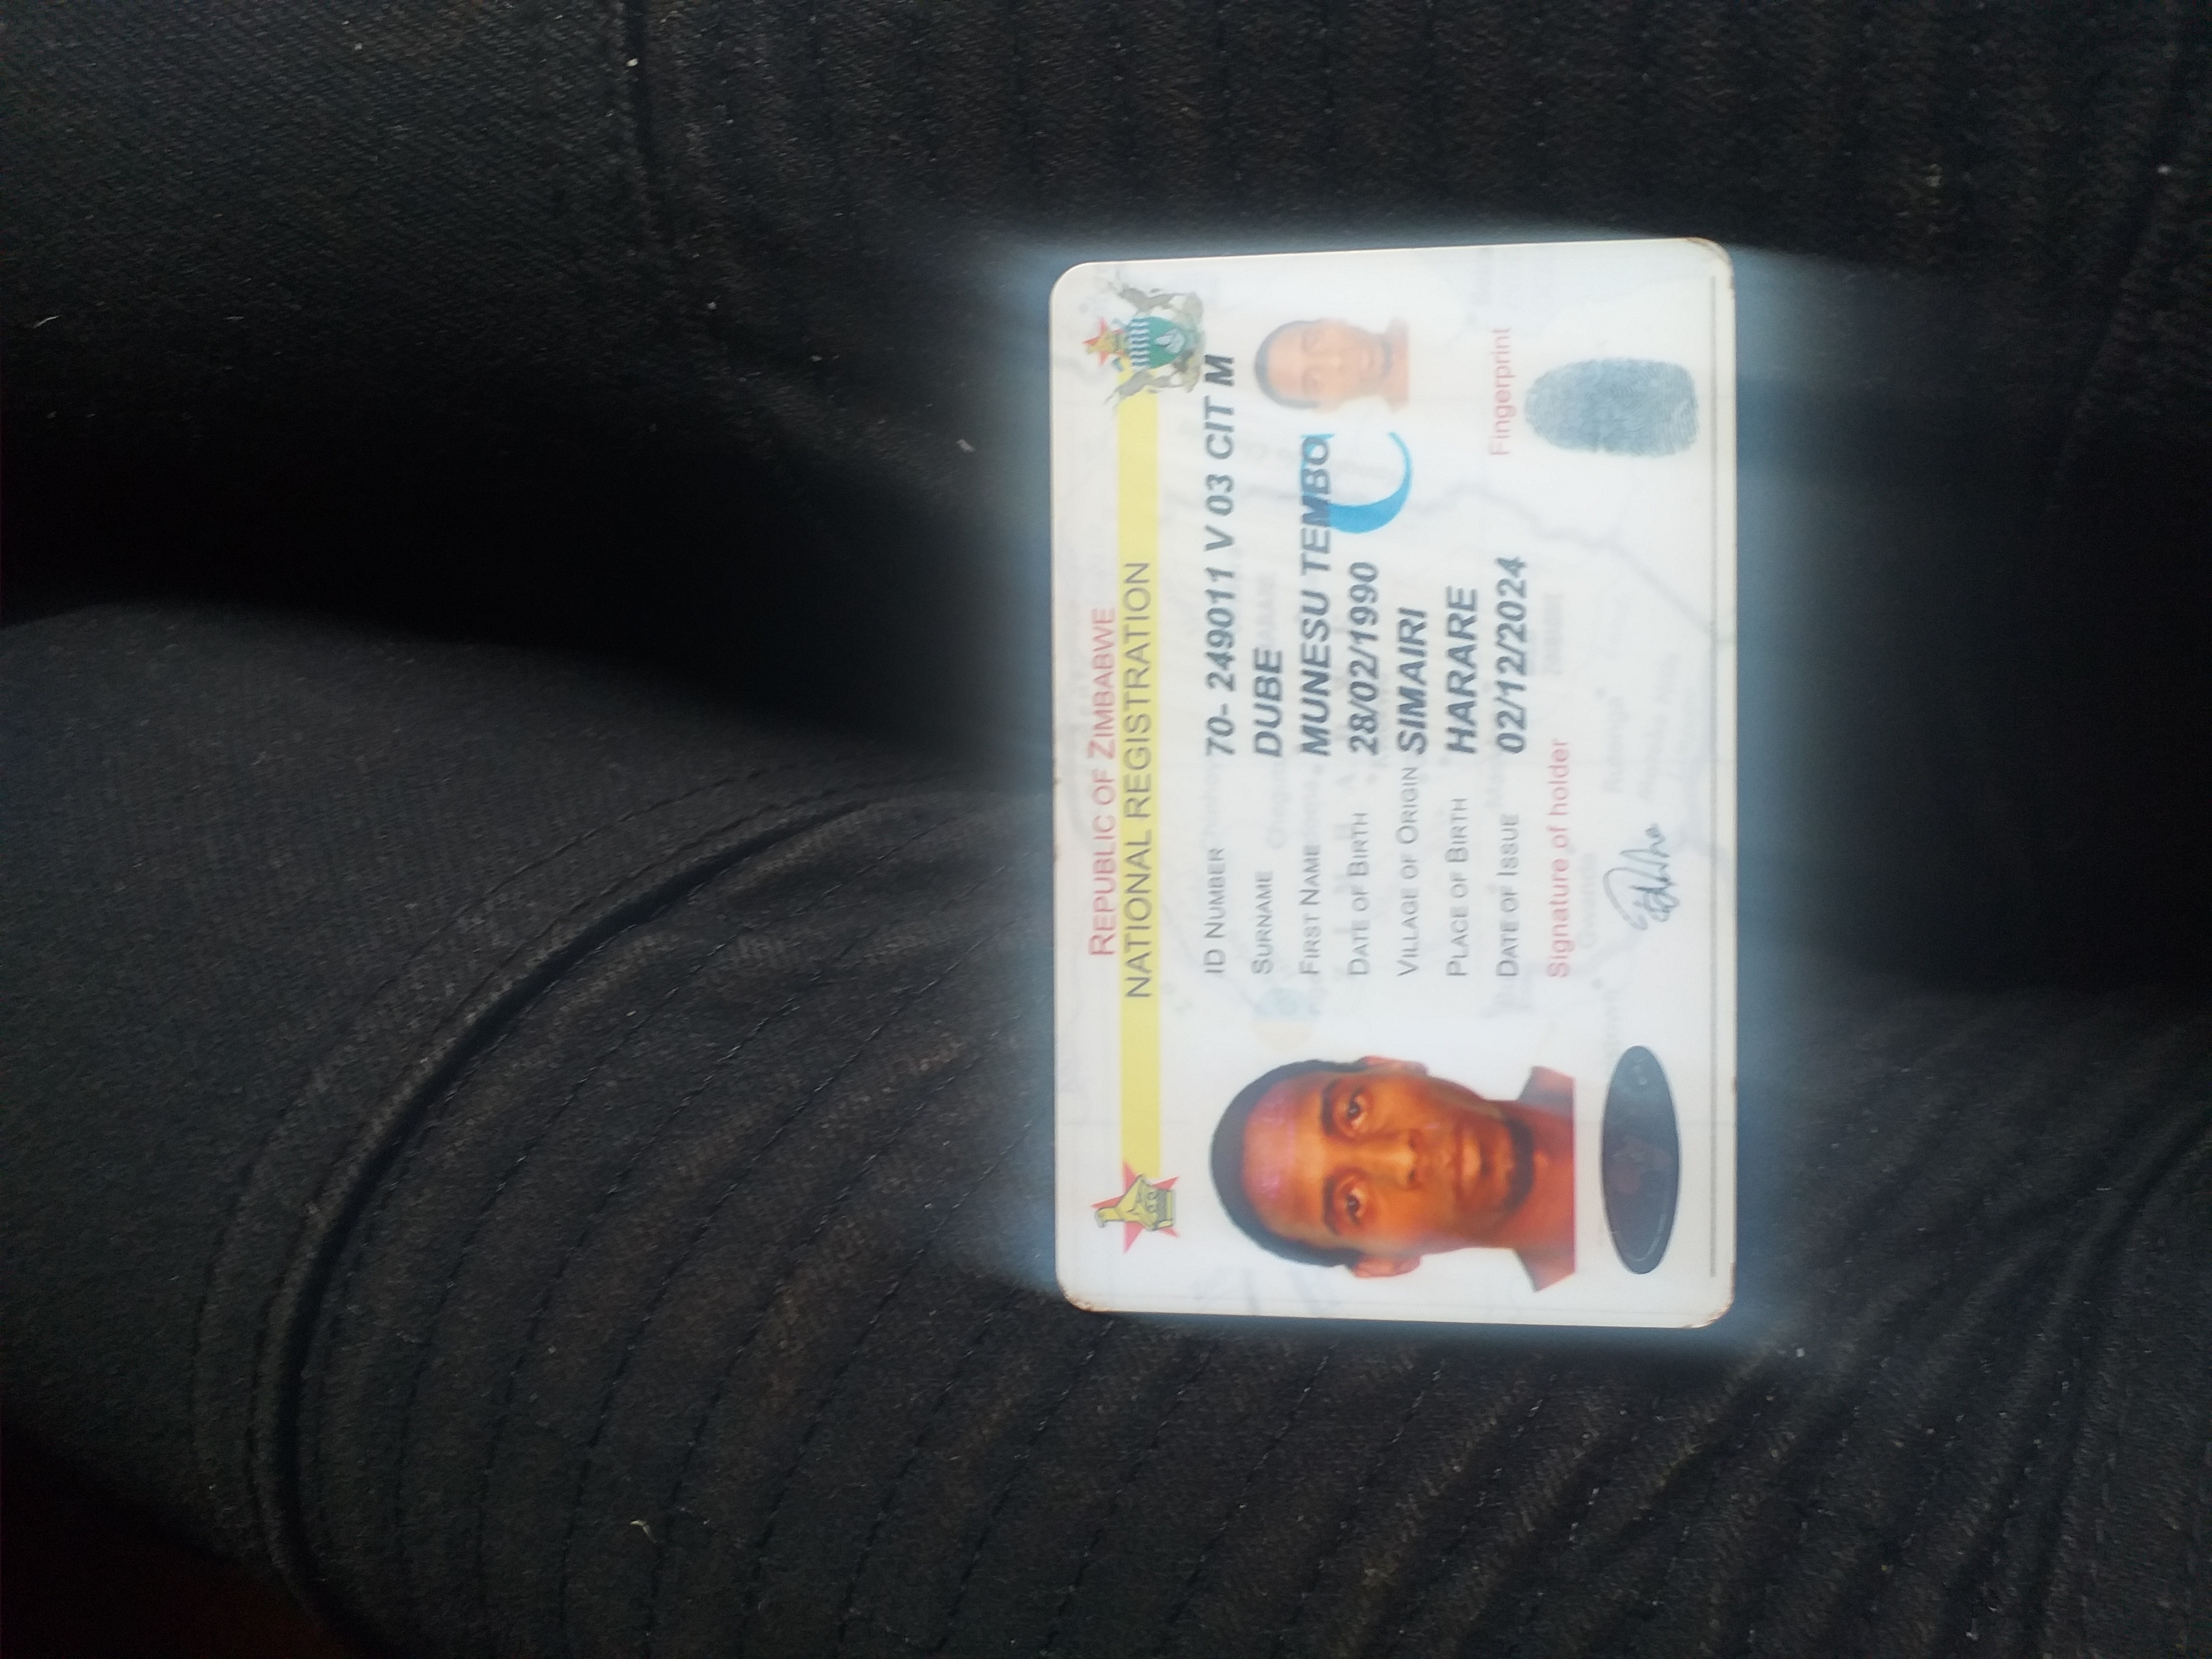 REPUBLIC OF ZIMBABWE
NATIONAL REGISTRATION
ID NUMBER 70- 249011 V 03 CIT M
SURNAME DUBE
FIRST NAME MUNESU TEMBO
DATE OF BIRTH 28/02/1990
VILLAGE OF ORIGIN SIMAIRI
PLACE OF BIRTH HARARE
DATE OF ISSUE 02/12/2024
Signature of holder
Fingerprint
C
Gwanda
Rutenga